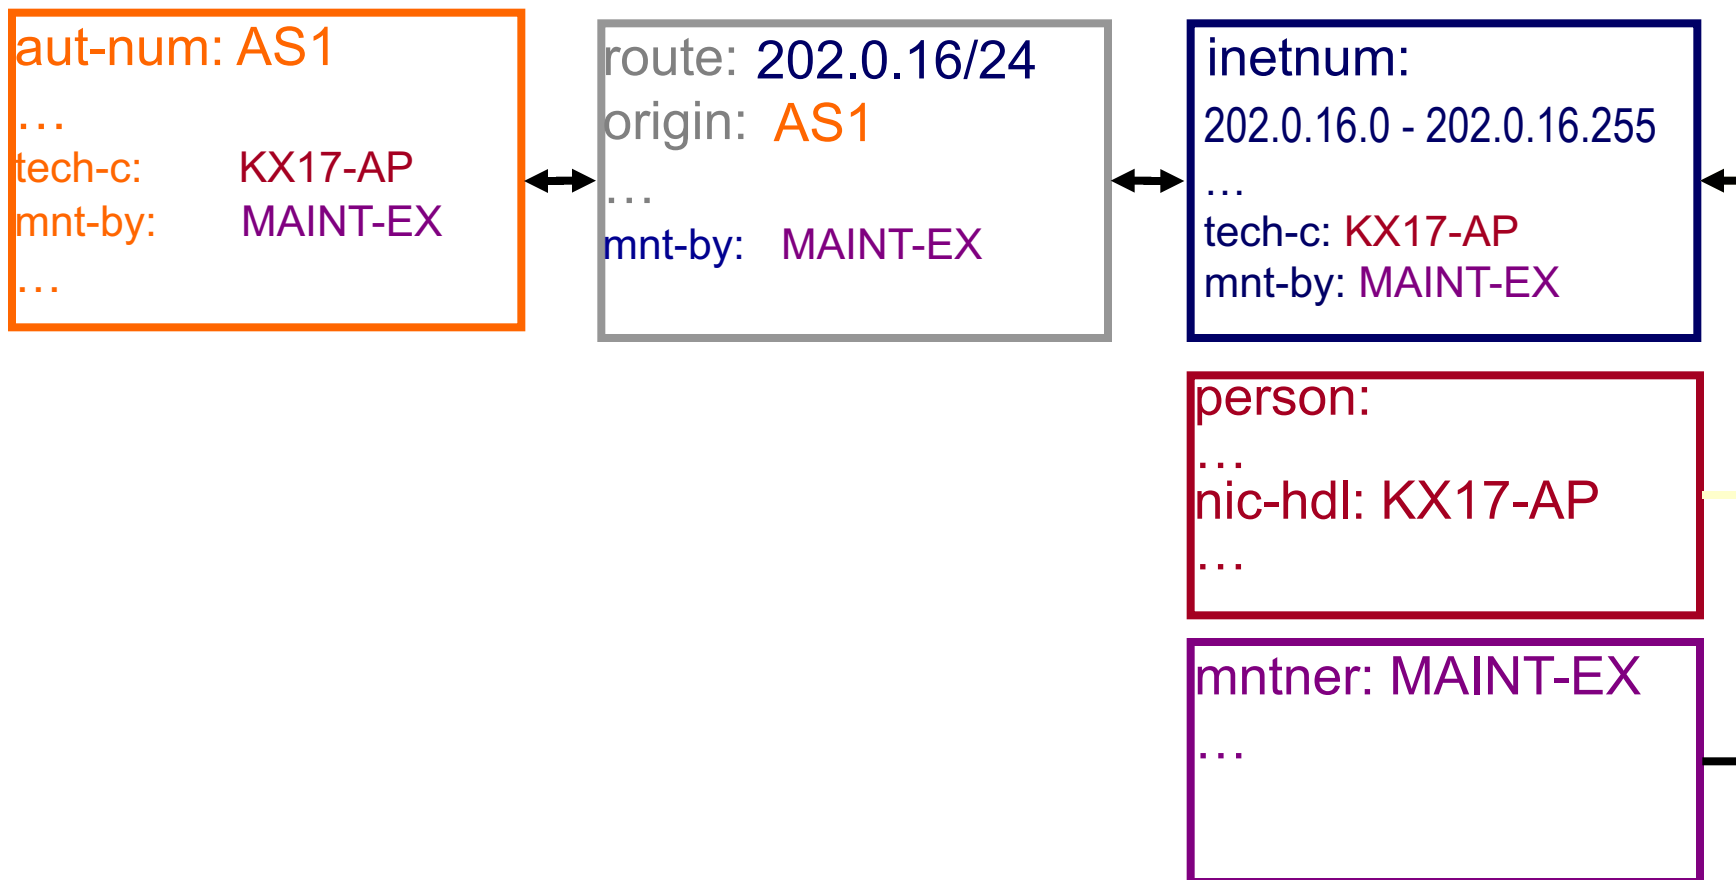 aut-num: AS1
…
tech-c: KX17-AP
mnt-by: MAINT-EX
…
route: 202.0.16/24
origin: AS1
…
mnt-by: MAINT-EX
inetnum:
202.0.16.0 - 202.0.16.255
…
tech-c: KX17-AP
mnt-by: MAINT-EX
person:
…
nic-hdl: KX17-AP
…
mntner: MAINT-EX
…